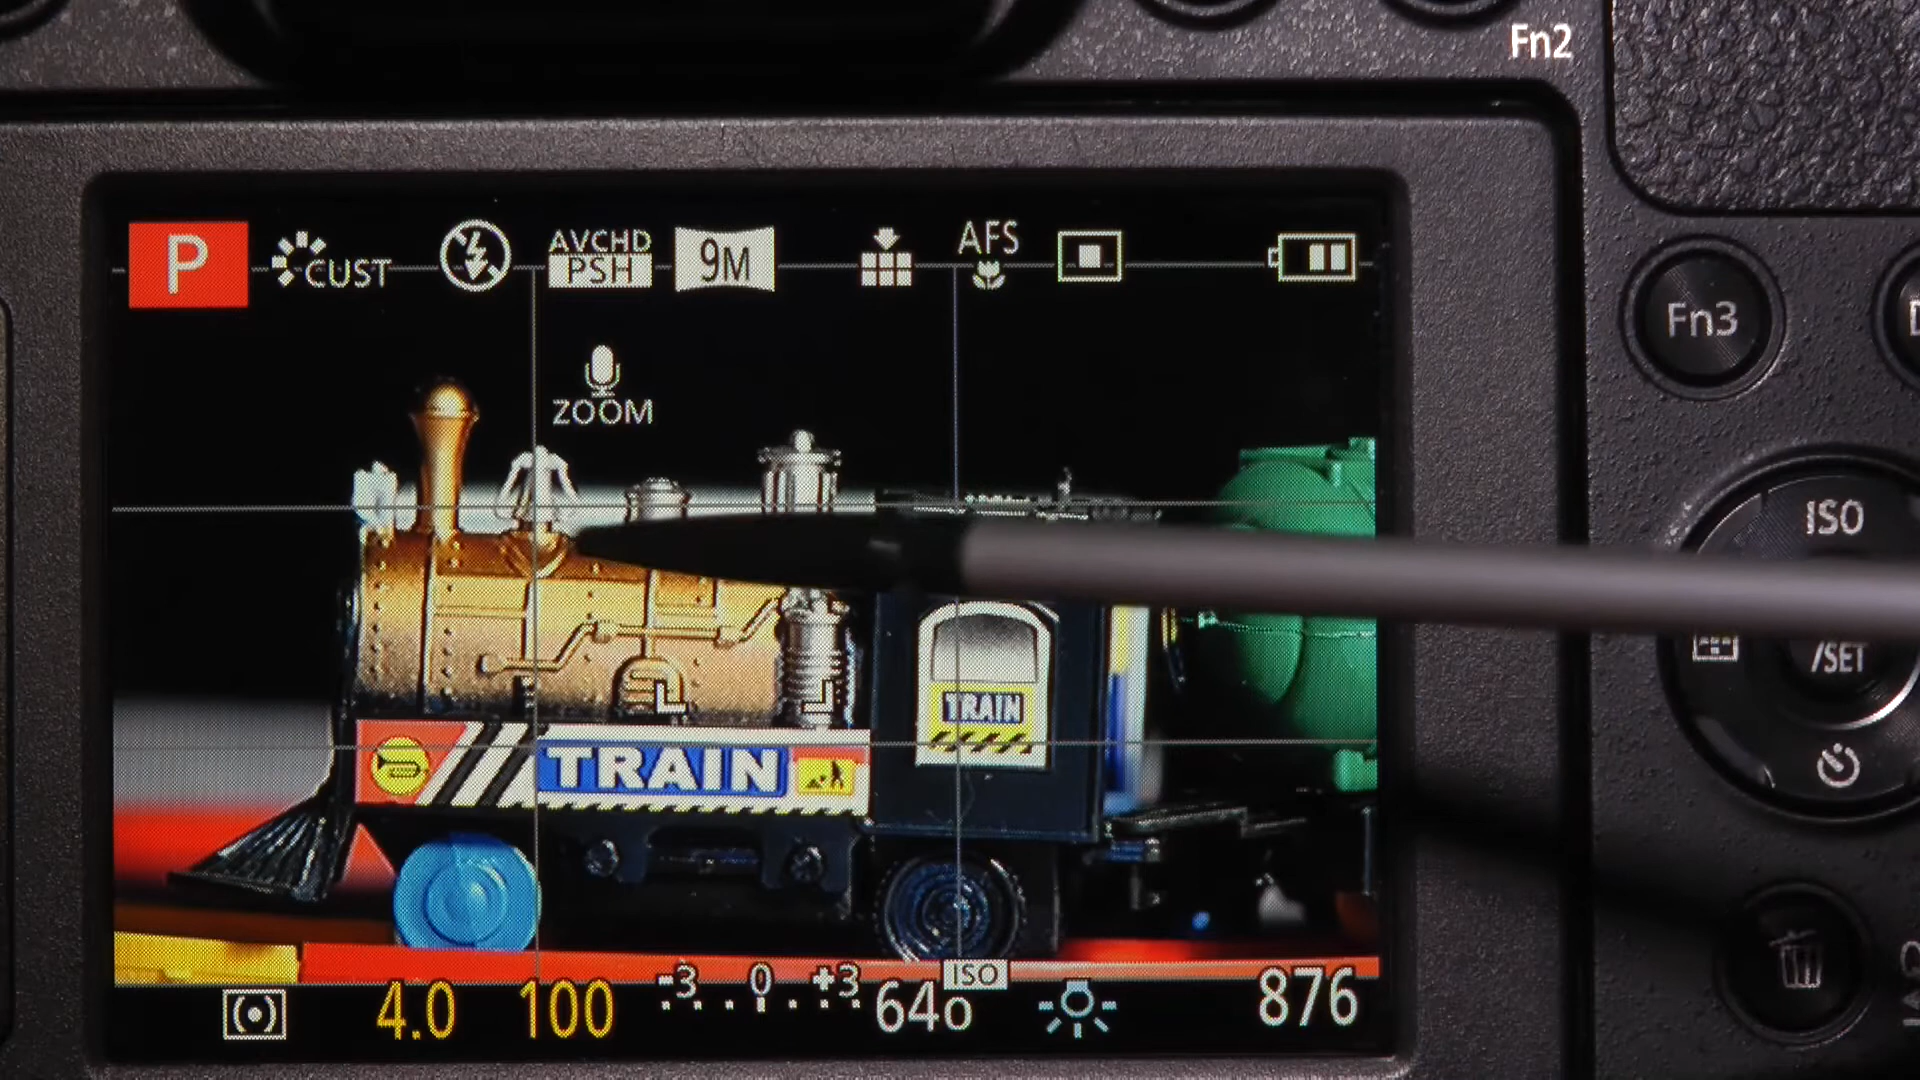 Fn2
P CUST AVCHD PSH 9M AFS
ZOOM
Fn3
ISO
TRAIN
/SET
TRAIN
4.0 100 -3 0 +3 640 ISO 876